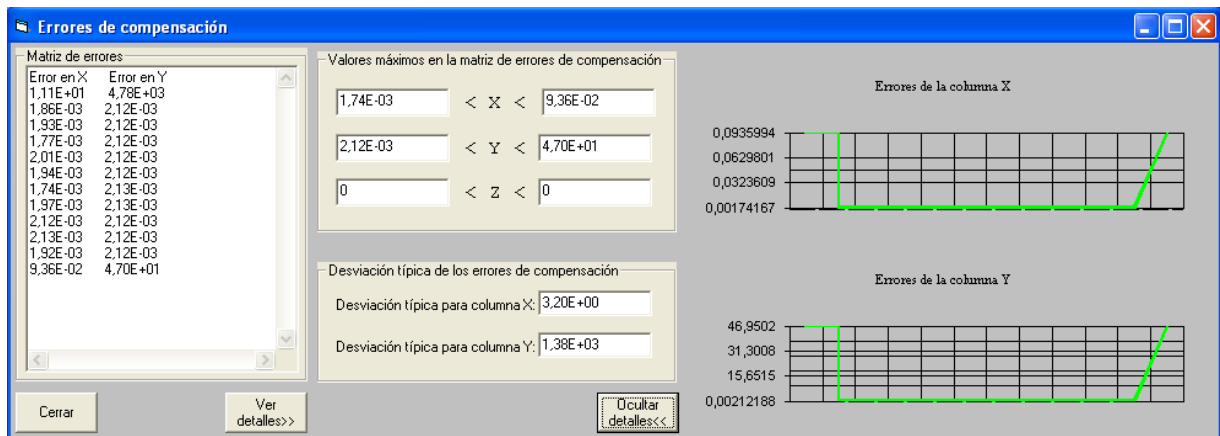 Errores de compensación
Matriz de errores
Error en X Error en Y
1,11E+01 4,78E+03
1,86E-03 2,12E-03
1,93E-03 2,12E-03
1,77E-03 2,12E-03
2,01E-03 2,12E-03
1,94E-03 2,12E-03
1,74E-03 2,13E-03
1,97E-03 2,13E-03
2,12E-03 2,12E-03
2,13E-03 2,12E-03
1,92E-03 2,12E-03
9,36E-02 4,70E+01
Cerrar
Ver detalles>>
Valores máximos en la matriz de errores de compensación
1,74E-03 < X < 9,36E-02
2,12E-03 < Y < 4,70E+01
0 < Z < 0
Desviación típica de los errores de compensación
Desviación típica para columna X: 3,20E+00
Desviación típica para columna Y: 1,38E+03
Ocultar detalles<<
Errores de la columna X
0,0935994
0,0629801
0,0323609
0,00174167
Errores de la columna Y
46,9502
31,3008
15,6515
0,00212188